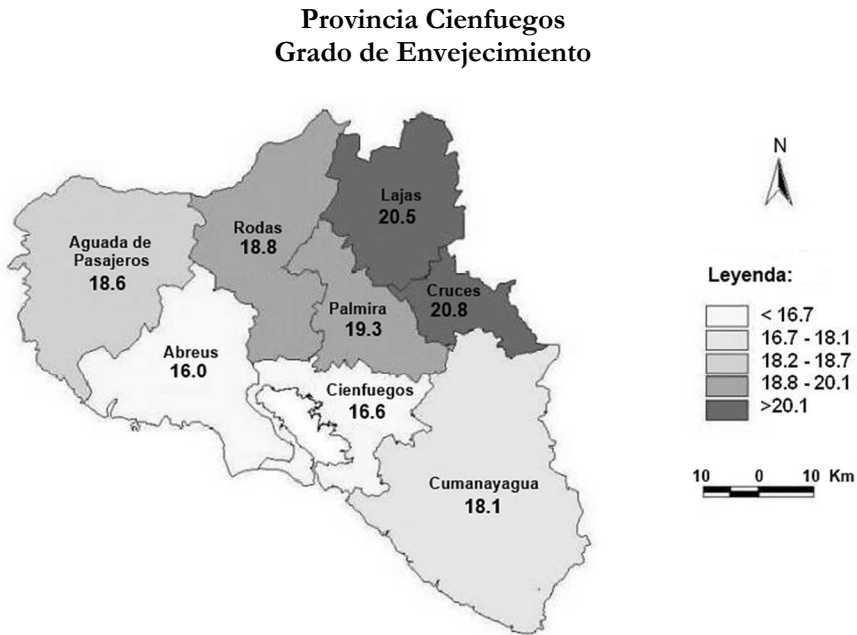 Provincia Cienfuegos
Grado de Envejecimiento
N
Lajas
20.5
Rodas
18.8
Aguada de
Pasajeros
18.6
Cruces
20.8
Palmira
19.3
Abreus
16.0
Cienfuegos
16.6
Cumanayagua
18.1
Leyenda:
< 16.7
16.7 - 18.1
18.2 - 18.7
18.8 - 20.1
>20.1
10 0 10 Km